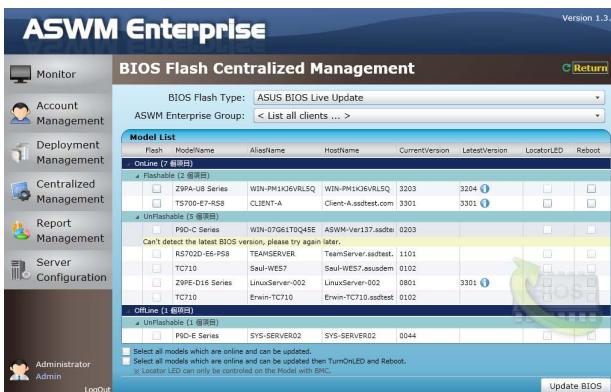 Version 1.3.
ASWM Enterprise
Monitor
Account Management
Deployment Management
Centralized Management
Report Management
Server Configuration
Administrator
Admin
LogOut
BIOS Flash Centralized Management
Return
BIOS Flash Type: ASUS BIOS Live Update
ASWM Enterprise Group: < List all clients ... >
Model List
Flash ModelName AliasName HostName CurrentVersion LatestVersion LocatorLED Reboot
OnLine (7 個項目)
Flashable (2 個項目)
Z9PA-U8 Series WIN-PM1KJ6VRL5Q WIN-PM1KJ6VRL5Q 3203 3204
TS700-E7-RS8 CLIENT-A Client-A.ssdtest.com 3301 3301
UnFlashable (5 個項目)
P9D-C Series WIN-07G61T0Q45E ASWM-Ver137.ssdte 0203
Can't detect the latest BIOS version, please try again later.
RS702D-E6-PS8 TEAMSERVER TeamServer.ssdtest. 1101
TC710 Saul-WES7 Saul-WES7.asusdem 0102
Z9PE-D16 Series LinuxServer-002 LinuxServer-002 0801 3301
TC710 Erwin-TC710 Erwin-TC710.ssdtest 0102
OffLine (1 個項目)
UnFlashable (1 個項目)
P9D-E Series SYS-SERVER02 SYS-SERVER02 0044
Select all models which are online and can be updated.
Select all models which are online and can be updated then TurnOnLED and Reboot.
※ Locator LED can only be controled on the Model with BMC.
Update BIOS